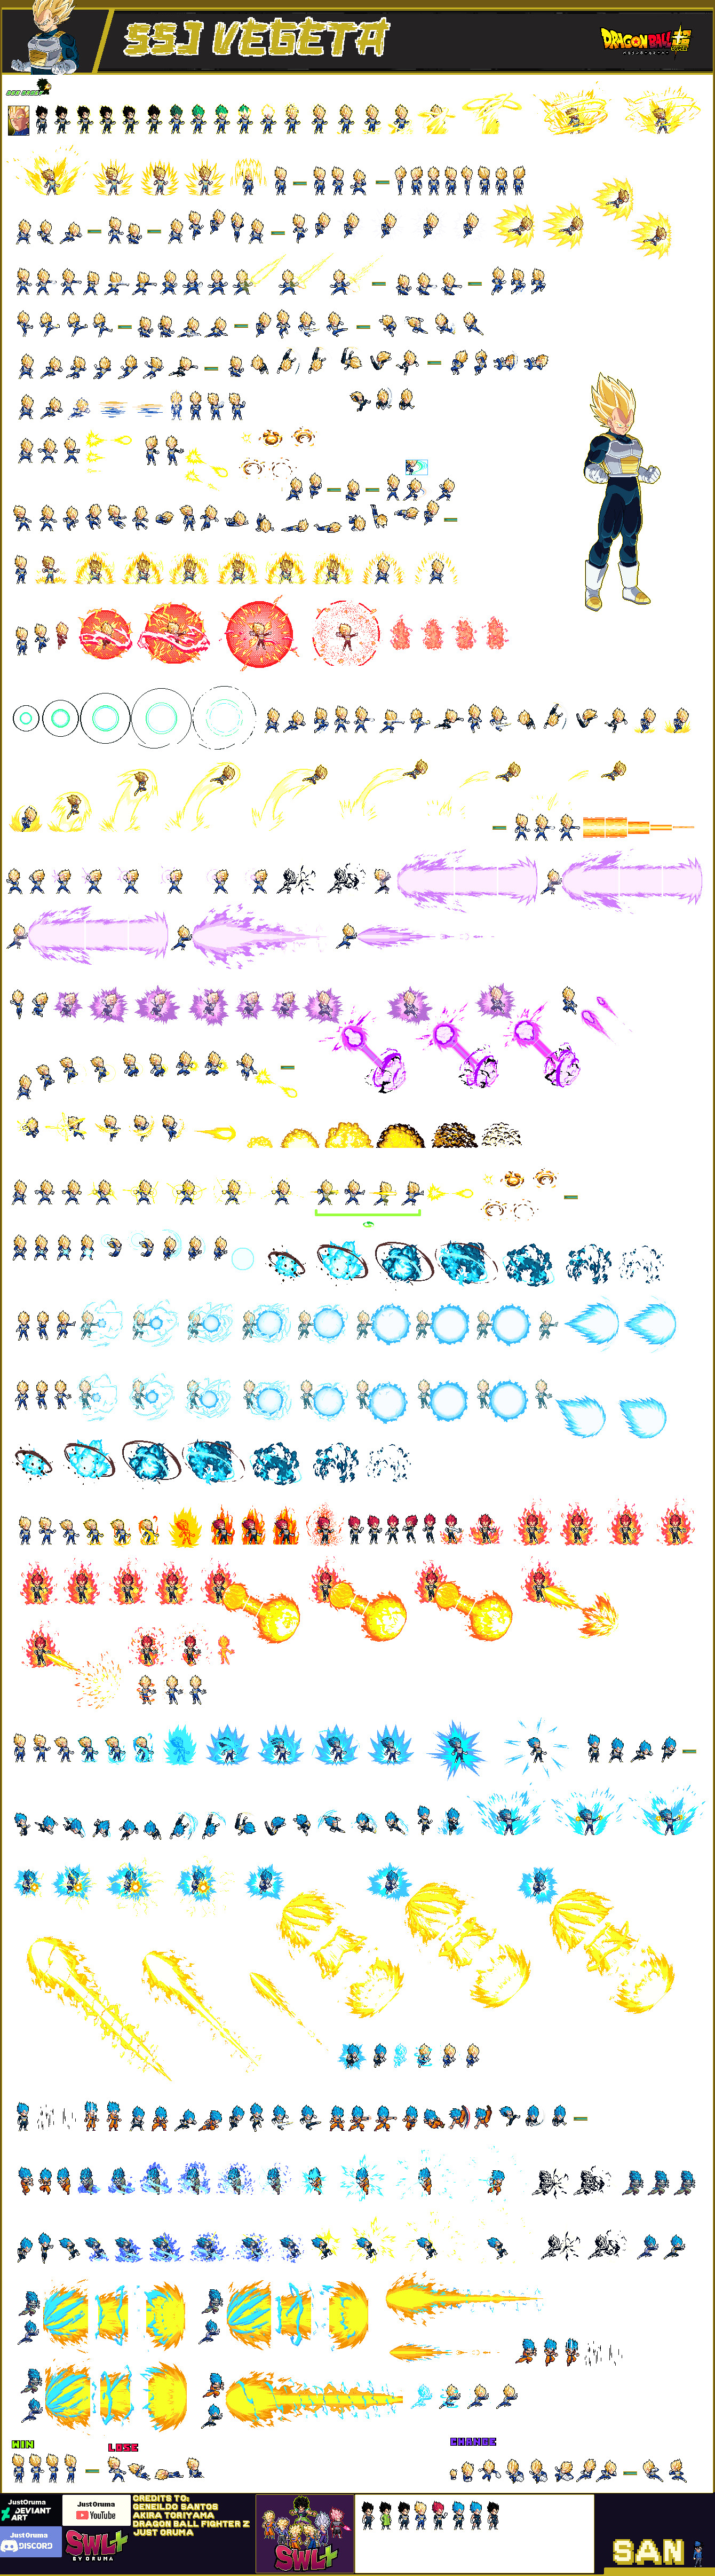 SSJ VEGETA
DRAGON BALL
SUPER
WIN
LOSE
CHANGE
JustOruma
DEVIANT
ART
JustOruma
YouTube
JustOruma
DISCORD
SWL+
BY ORUMA
CREDITS TO:
GENEILDO SANTOS
AKIRA TORIYAMA
DRAGON BALL FIGHTER Z
JUST ORUMA
SWL+
SAN